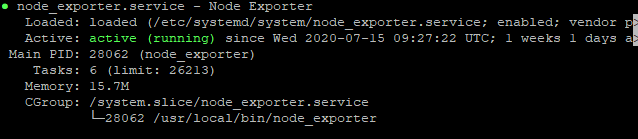 ● node_exporter.service - Node Exporter
Loaded: loaded (/etc/systemd/system/node_exporter.service; enabled; vendor p>
Active: active (running) since Wed 2020-07-15 09:27:22 UTC; 1 weeks 1 days a>
Main PID: 28062 (node_exporter)
Tasks: 6 (limit: 26213)
Memory: 15.7M
CGroup: /system.slice/node_exporter.service
└─28062 /usr/local/bin/node_exporter